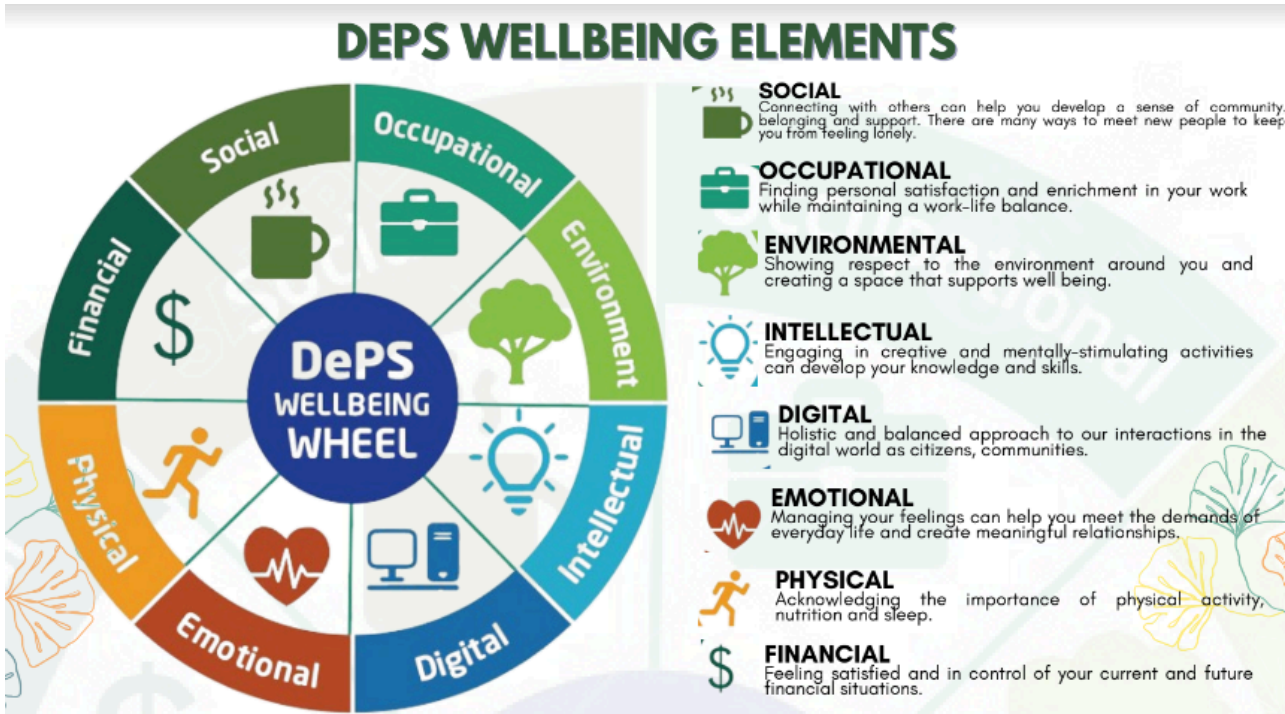 DEPS WELLBEING ELEMENTS
Social
Occupational
Environment
Intellectual
Digital
Emotional
Physical
Financial
DePS
WELLBEING
WHEEL
SOCIAL
Connecting with others can help you develop a sense of community,
belonging and support. There are many ways to meet new people to keep
you from feeling lonely.
OCCUPATIONAL
Finding personal satisfaction and enrichment in your work
while maintaining a work-life balance.
ENVIRONMENTAL
Showing respect to the environment around you and
creating a space that supports well being.
INTELLECTUAL
Engaging in creative and mentally-stimulating activities
can develop your knowledge and skills.
DIGITAL
Holistic and balanced approach to our interactions in the
digital world as citizens, communities.
EMOTIONAL
Managing your feelings can help you meet the demands of
everyday life and create meaningful relationships.
PHYSICAL
Acknowledging the importance of physical activity,
nutrition and sleep.
FINANCIAL
Feeling satisfied and in control of your current and future
financial situations.